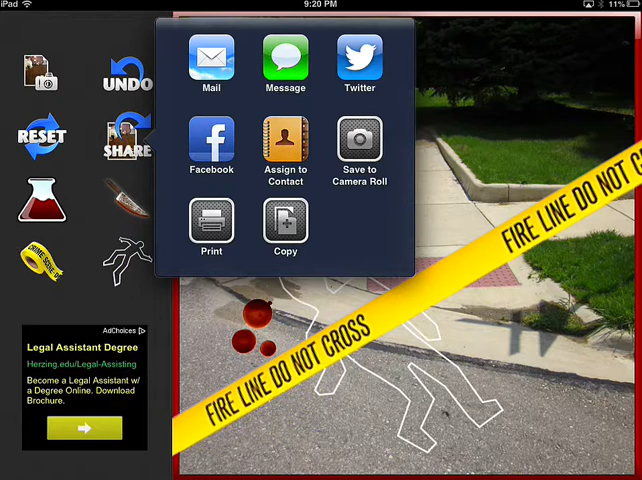 iPad
9:20 PM
11%
UNDO
RESET
SHARE
CRIME SCENE
Mail
Message
Twitter
Facebook
Assign to
Contact
Save to
Camera Roll
Print
Copy
FIRE LINE DO NOT C
FIRE LINE DO NOT CROSS
AdChoices
Legal Assistant Degree
Herzing.edu/Legal-Assisting
Become a Legal Assistant w/
a Degree Online. Download
Brochure.